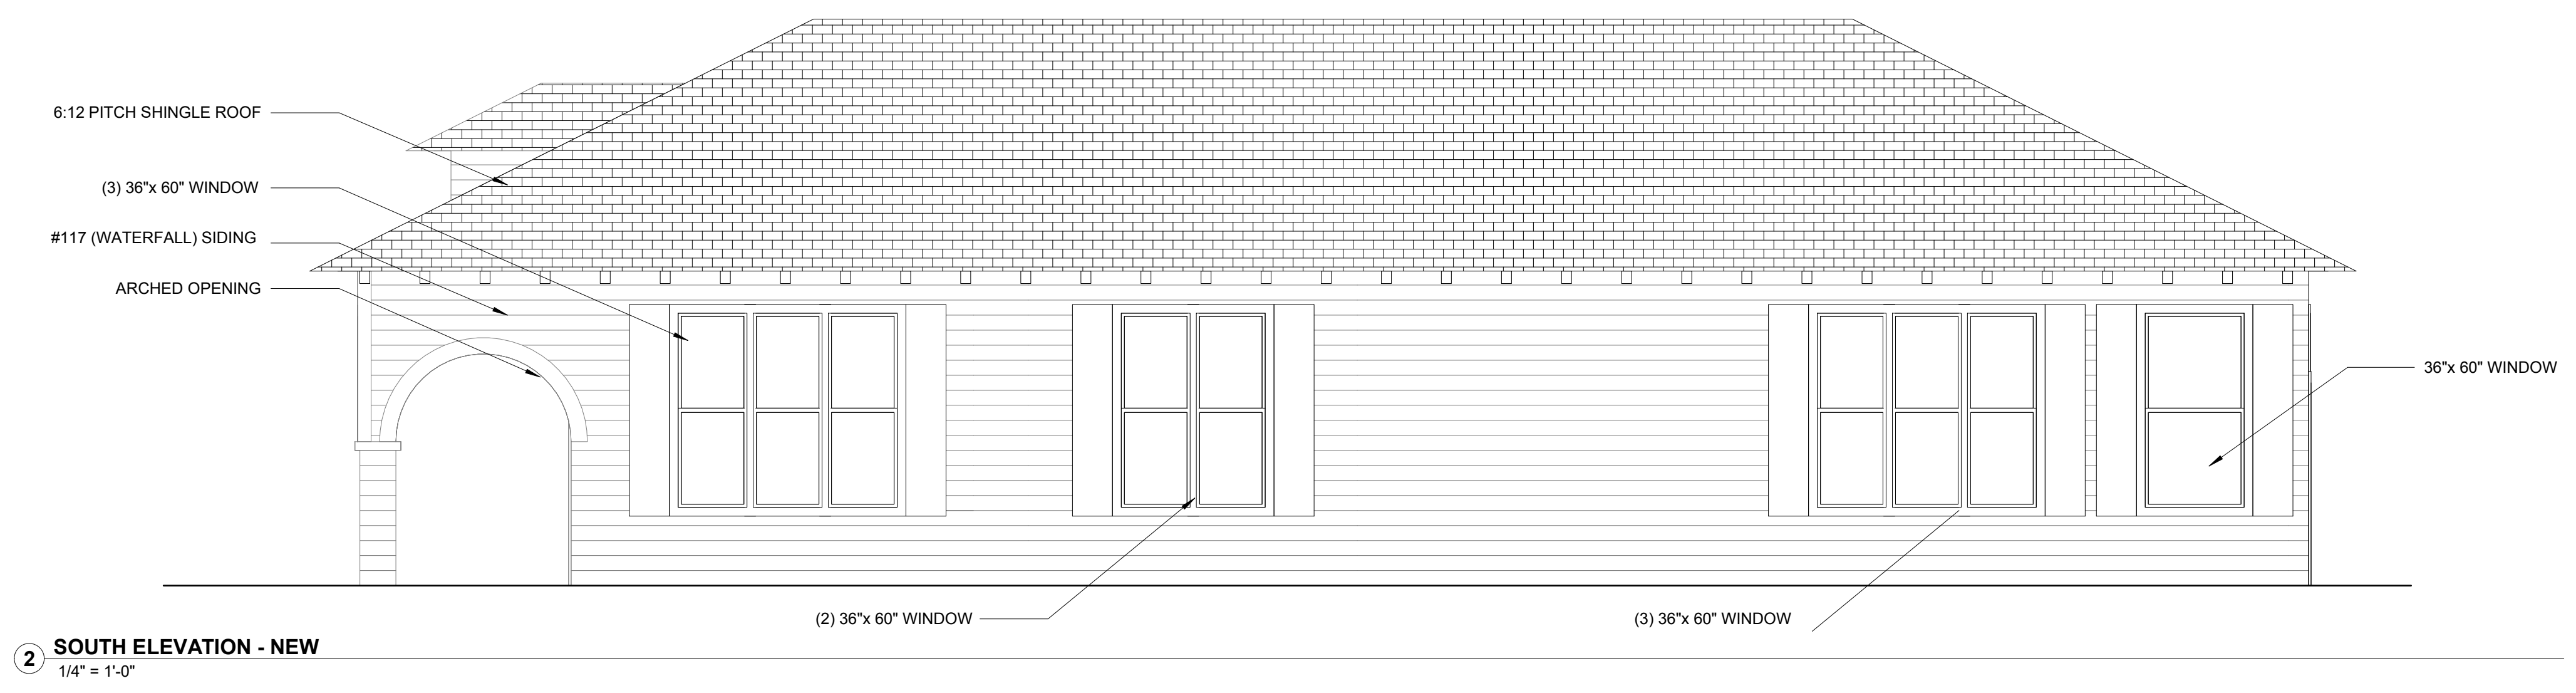 6:12 PITCH SHINGLE ROOF
(3) 36"x 60" WINDOW
#117 (WATERFALL) SIDING
ARCHED OPENING
36"x 60" WINDOW
(2) 36"x 60" WINDOW
(3) 36"x 60" WINDOW
2 SOUTH ELEVATION - NEW
1/4" = 1'-0"